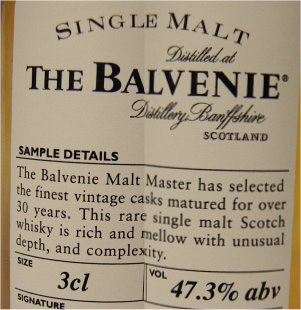 SINGLE MALT
Distilled at
THE BALVENIE®
Distillery, Banffshire
SCOTLAND
SAMPLE DETAILS
The Balvenie Malt Master has selected
the finest vintage casks matured for over
30 years. This rare single malt Scotch
whisky is rich and mellow with unusual
depth, and complexity.
SIZE 3cl VOL 47.3% abv
SIGNATURE